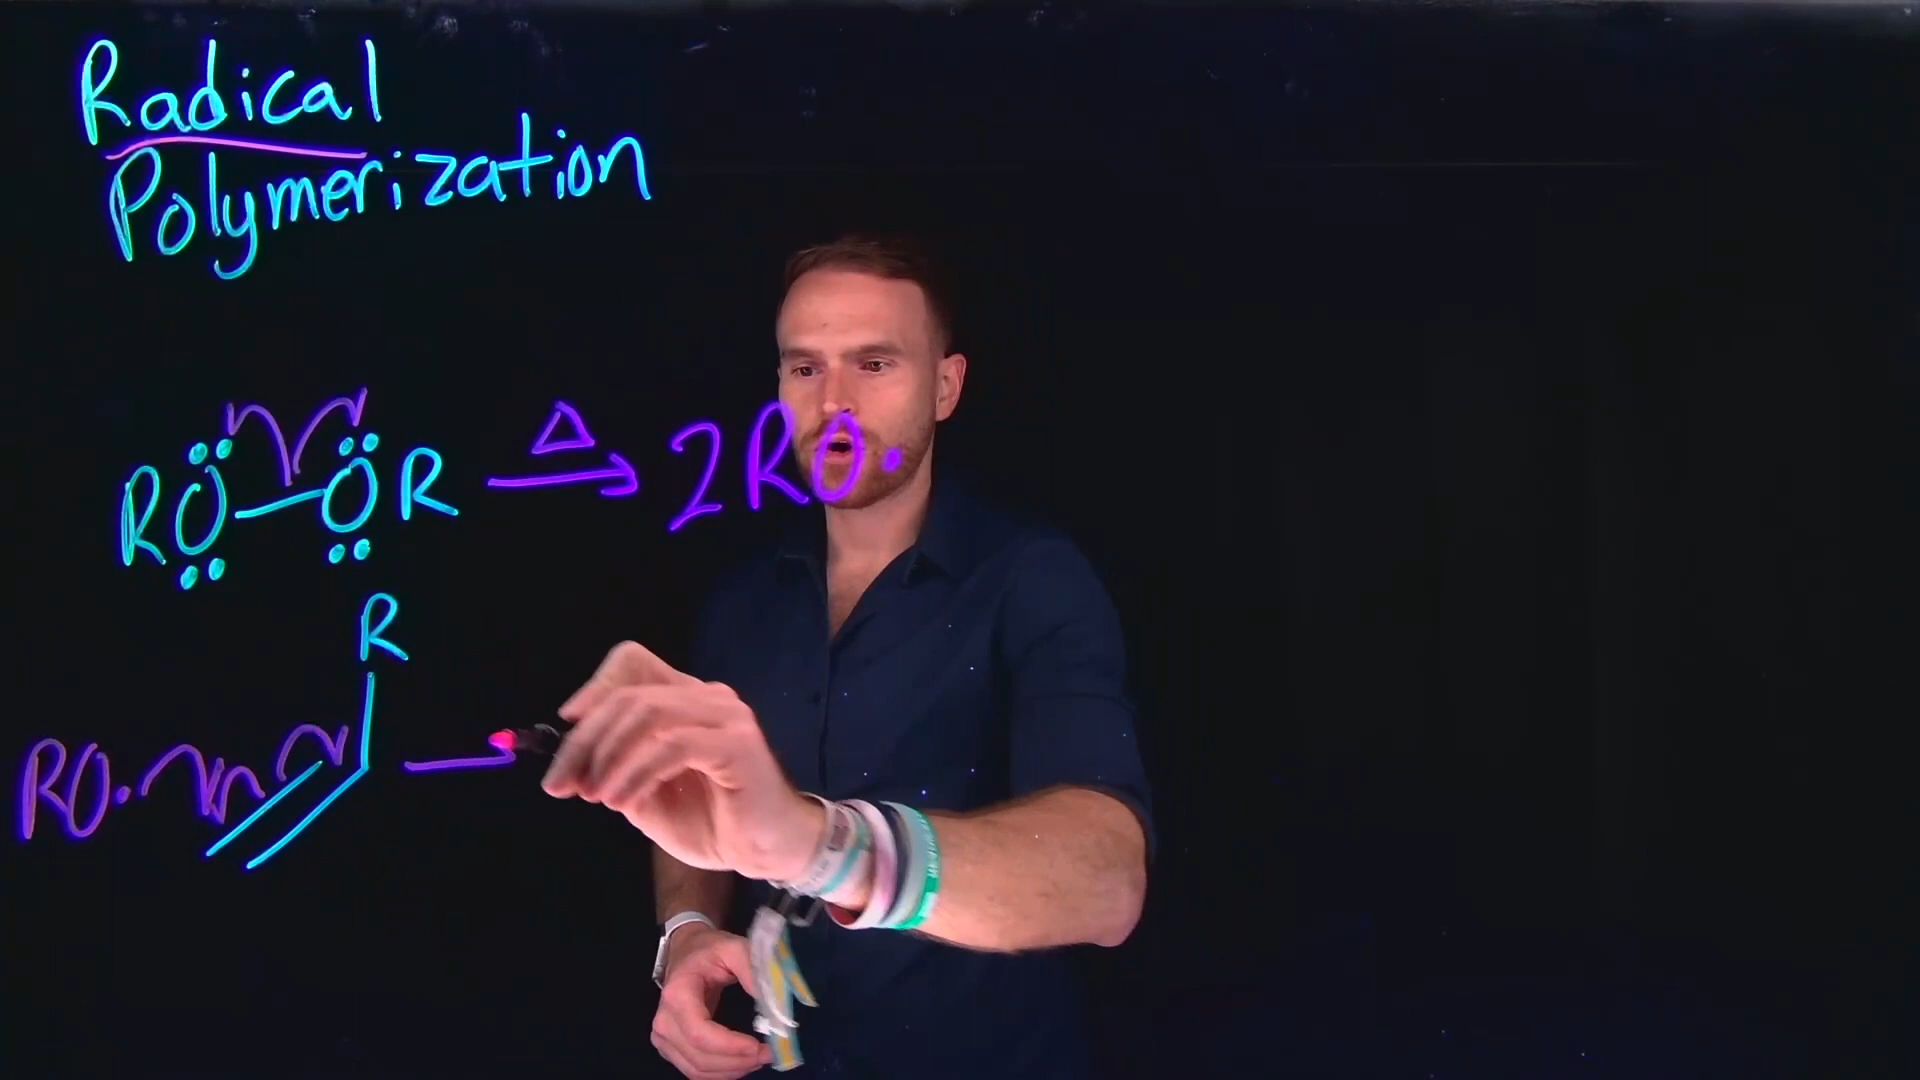 Radical
Polymerization
RO—OR Δ→ 2RO·
R
RO· →